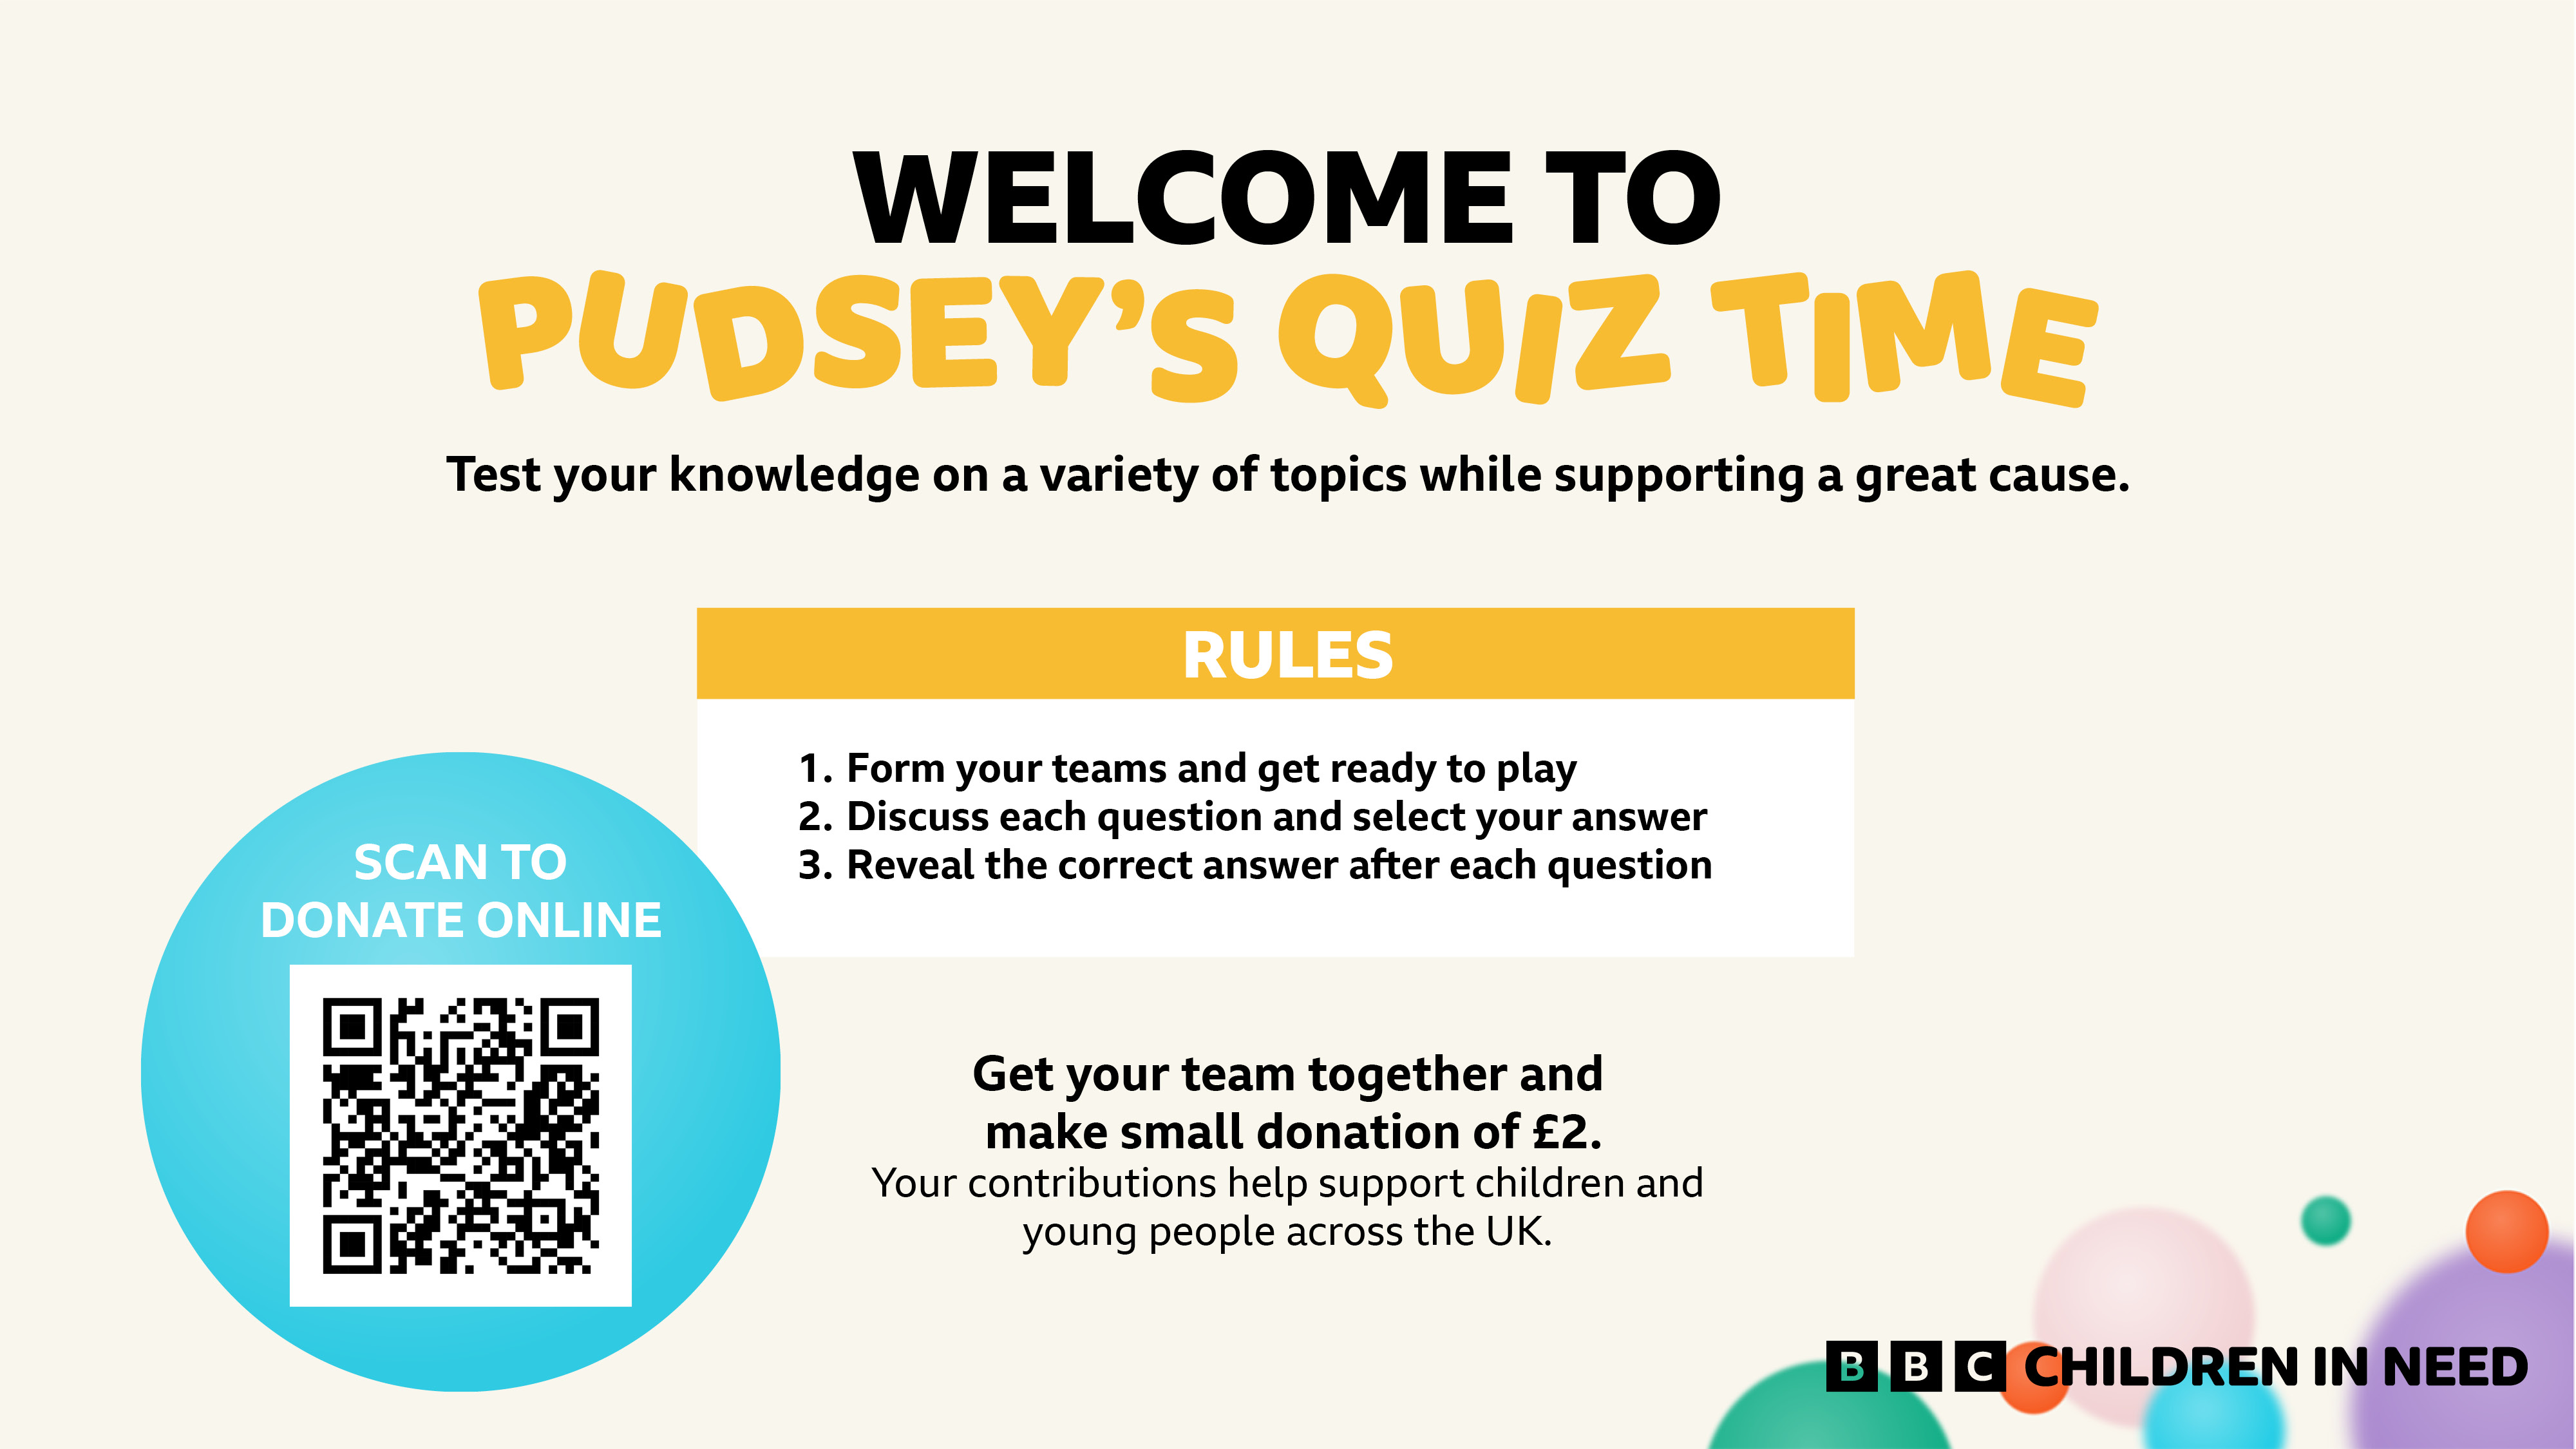 WELCOME TO
PUDSEY’S QUIZ TIME
Test your knowledge on a variety of topics while supporting a great cause.
RULES
1. Form your teams and get ready to play
2. Discuss each question and select your answer
3. Reveal the correct answer after each question
SCAN TO
DONATE ONLINE
Get your team together and
make small donation of £2.
Your contributions help support children and
young people across the UK.
BBC CHILDREN IN NEED